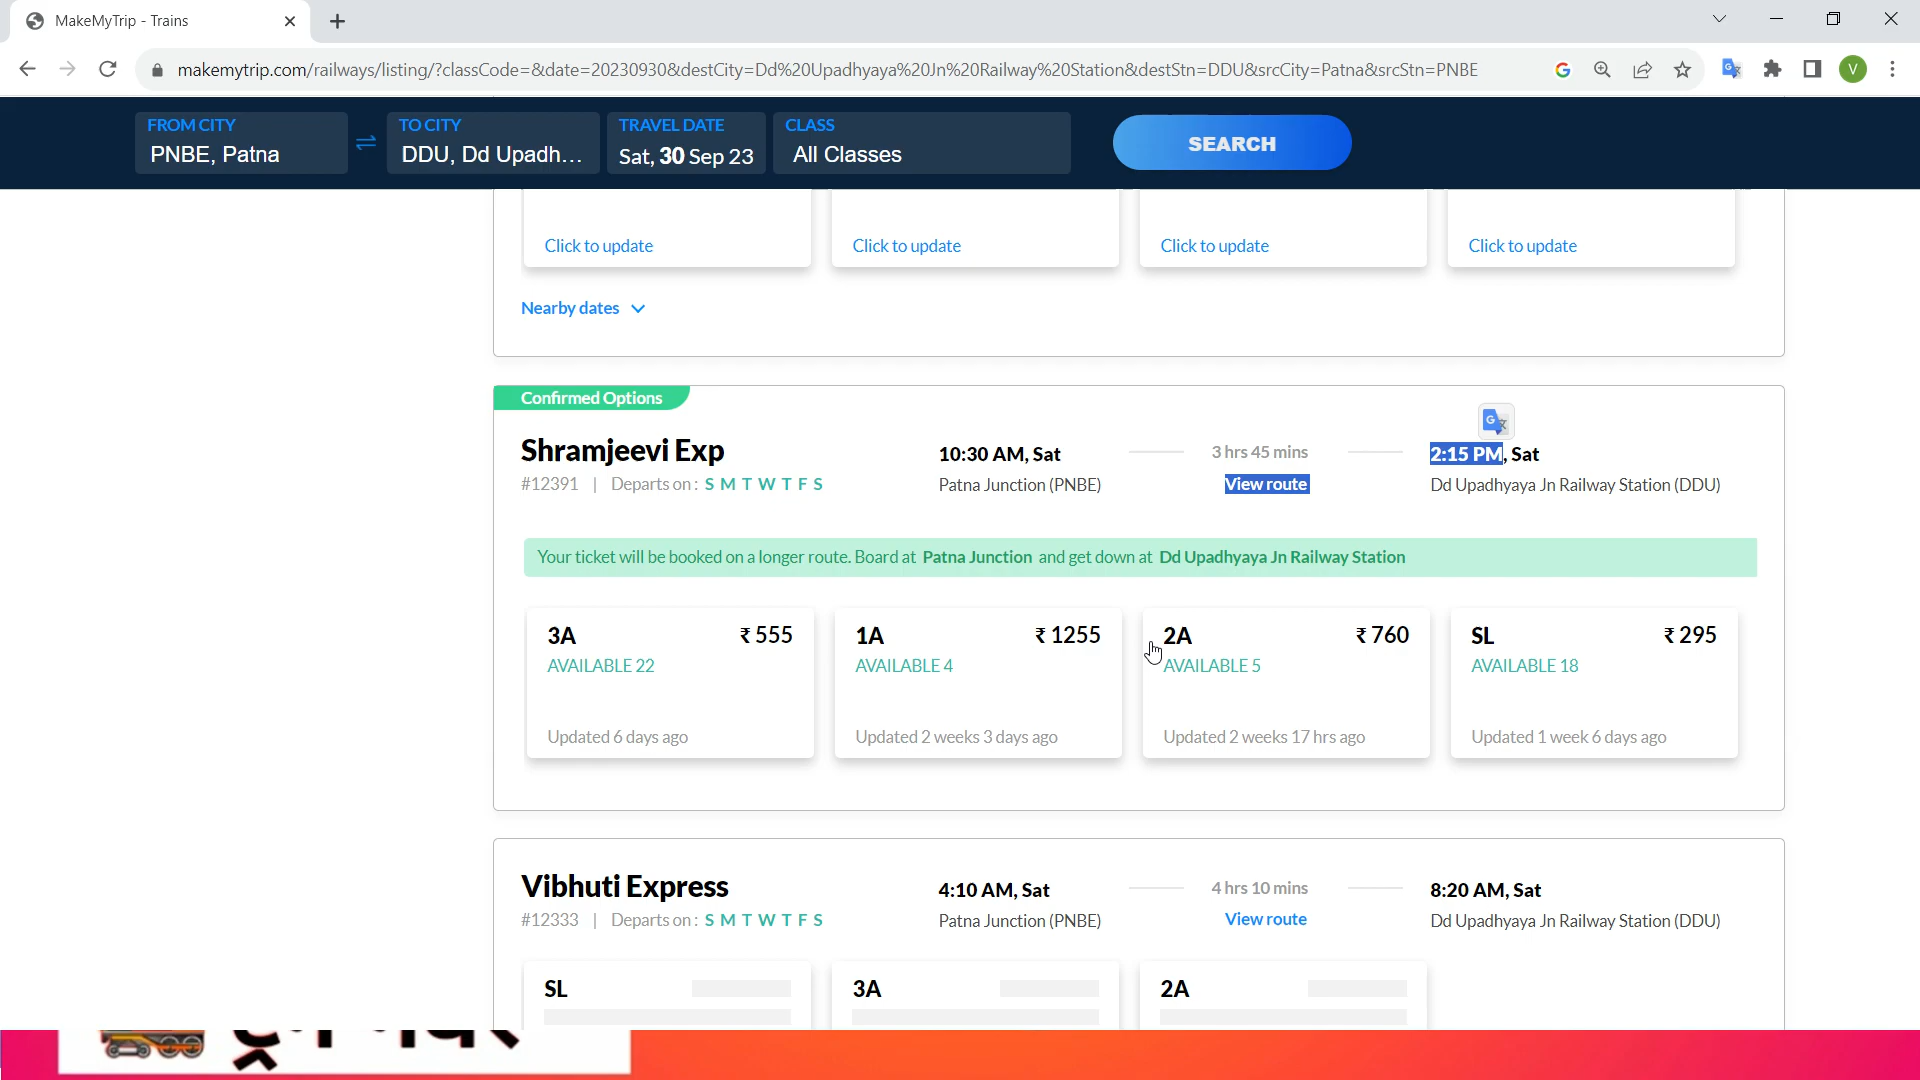 MakeMyTrip - Trains
makemytrip.com/railways/listing/?classCode=&date=20230930&destCity=Dd%20Upadhyaya%20Jn%20Railway%20Station&destStn=DDU&srcCity=Patna&srcStn=PNBE
V
FROM CITY
PNBE, Patna
TO CITY
DDU, Dd Upadh...
TRAVEL DATE
Sat, 30 Sep 23
CLASS
All Classes
SEARCH
Click to update
Click to update
Click to update
Click to update
Nearby dates
Confirmed Options
Shramjeevi Exp
10:30 AM, Sat
3 hrs 45 mins
2:15 PM, Sat
#12391 | Departs on : S M T W T F S
Patna Junction (PNBE)
View route
Dd Upadhyaya Jn Railway Station (DDU)
Your ticket will be booked on a longer route. Board at Patna Junction and get down at Dd Upadhyaya Jn Railway Station
3A ₹ 555
AVAILABLE 22
Updated 6 days ago
1A ₹ 1255
AVAILABLE 4
Updated 2 weeks 3 days ago
2A ₹ 760
AVAILABLE 5
Updated 2 weeks 17 hrs ago
SL ₹ 295
AVAILABLE 18
Updated 1 week 6 days ago
Vibhuti Express
4:10 AM, Sat
4 hrs 10 mins
8:20 AM, Sat
#12333 | Departs on : S M T W T F S
Patna Junction (PNBE)
View route
Dd Upadhyaya Jn Railway Station (DDU)
SL
3A
2A